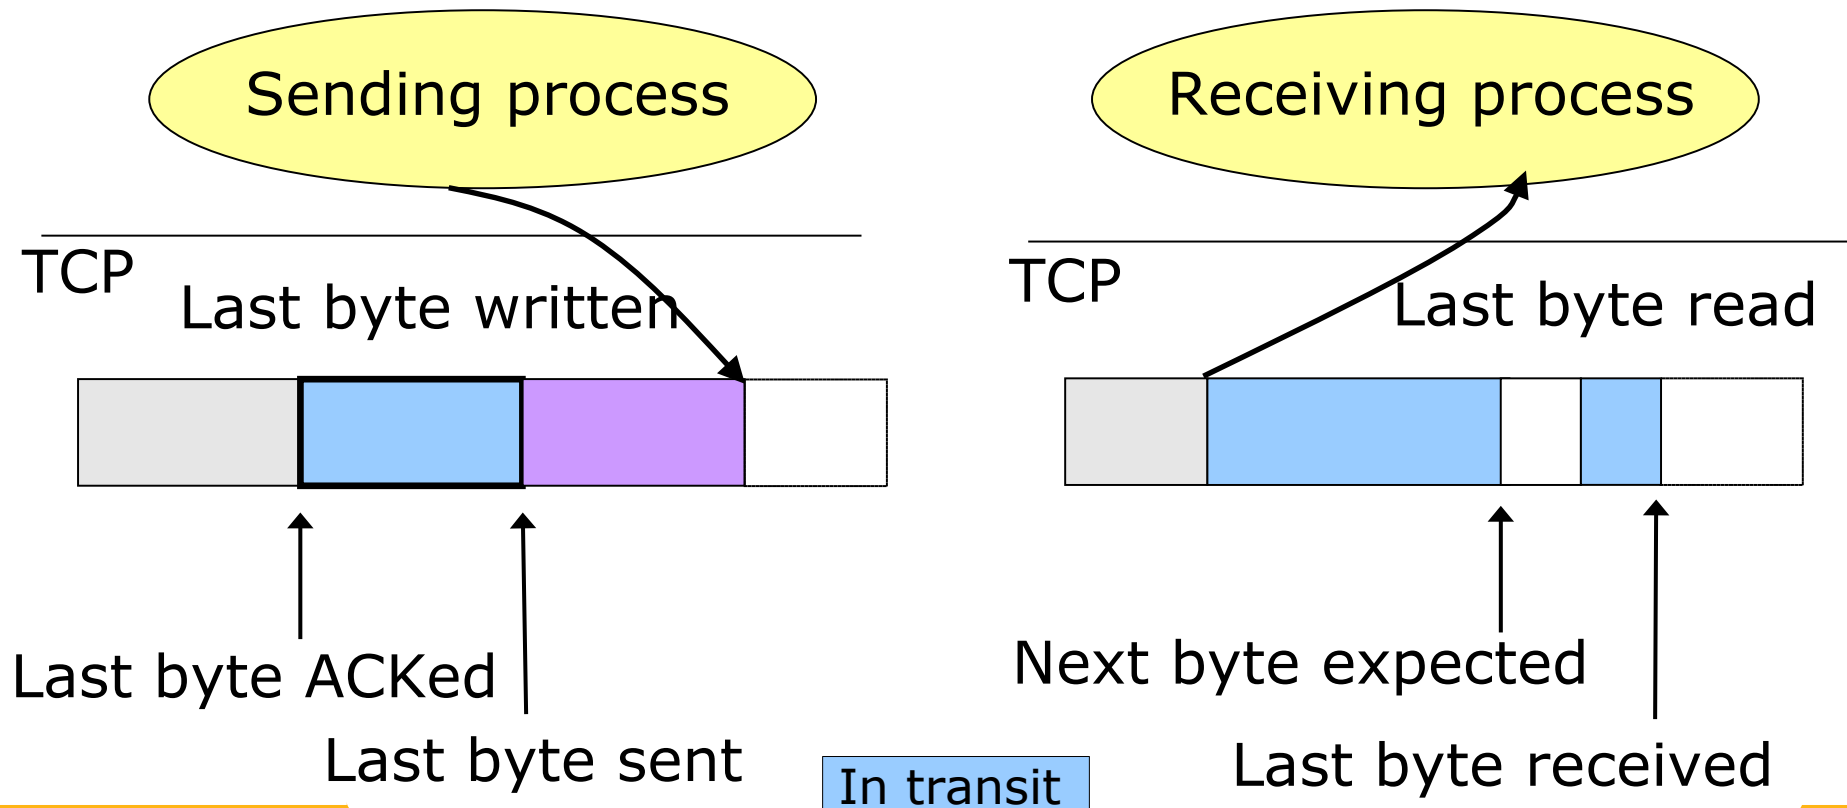 Sending process
Receiving process
TCP
TCP
Last byte written
Last byte read
Last byte ACKed
Next byte expected
Last byte sent
Last byte received
In transit